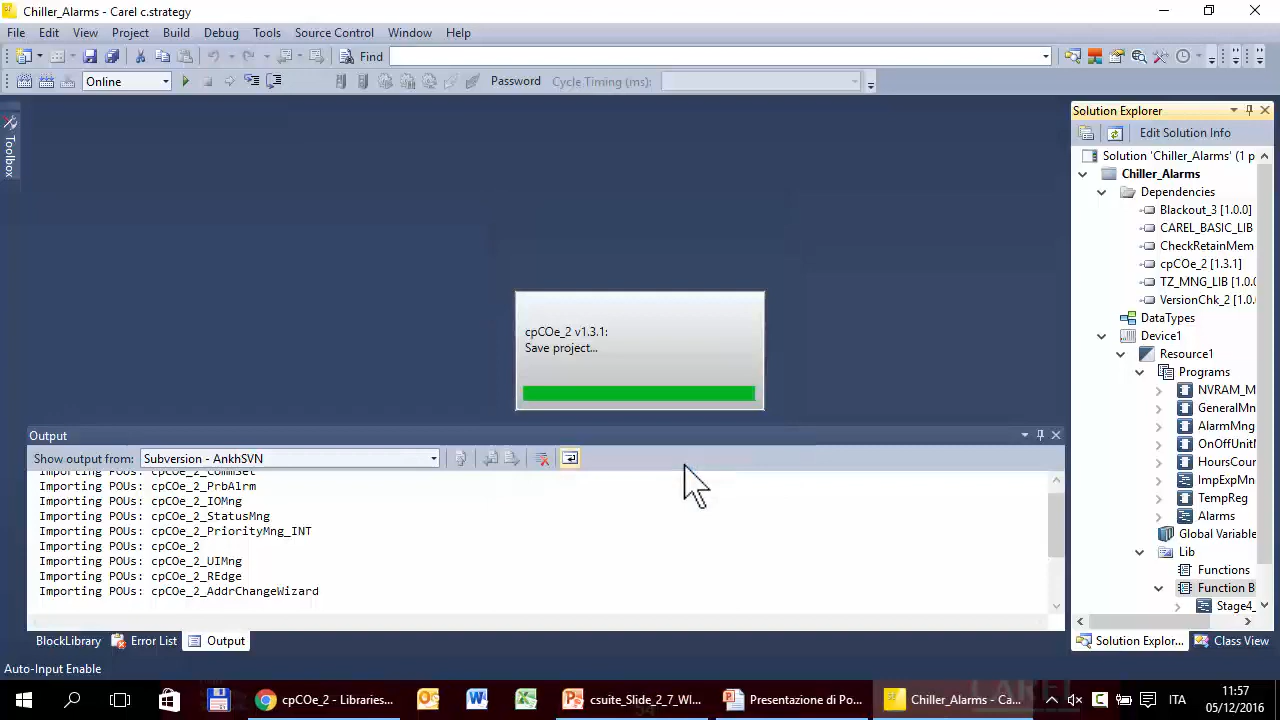 Chiller_Alarms - Carel c.strategy
File Edit View Project Build Debug Tools Source Control Window Help
Find
Online Password Cycle Timing (ms):
Toolbox
Solution Explorer
Edit Solution Info
Solution 'Chiller_Alarms' (1 p
Chiller_Alarms
Dependencies
Blackout_3 [1.0.0]
CAREL_BASIC_LIB
CheckRetainMem
cpCOe_2 [1.3.1]
TZ_MNG_LIB [1.0.0
VersionChk_2 [1.0.
DataTypes
Device1
Resource1
Programs
NVRAM_M
GeneralMn
AlarmMng
OnOffUnit
HoursCou
ImpExpMn
TempReg
Alarms
Global Variable
Lib
Functions
Function B
Stage4_
Solution Explor... Class View
cpCOe_2 v1.3.1:
Save project...
Output
Show output from: Subversion - AnkhSVN
Importing POUs: cpCOe_2_CommSet
Importing POUs: cpCOe_2_PrbAlrm
Importing POUs: cpCOe_2_IOMng
Importing POUs: cpCOe_2_StatusMng
Importing POUs: cpCOe_2_PriorityMng_INT
Importing POUs: cpCOe_2
Importing POUs: cpCOe_2_UIMng
Importing POUs: cpCOe_2_REdge
Importing POUs: cpCOe_2_AddrChangeWizard
BlockLibrary Error List Output
Auto-Input Enable
cpCOe_2 - Libraries... csuite_Slide_2_7_WI... Presentazione di Po... Chiller_Alarms - Ca... ITA
11:57
05/12/2016